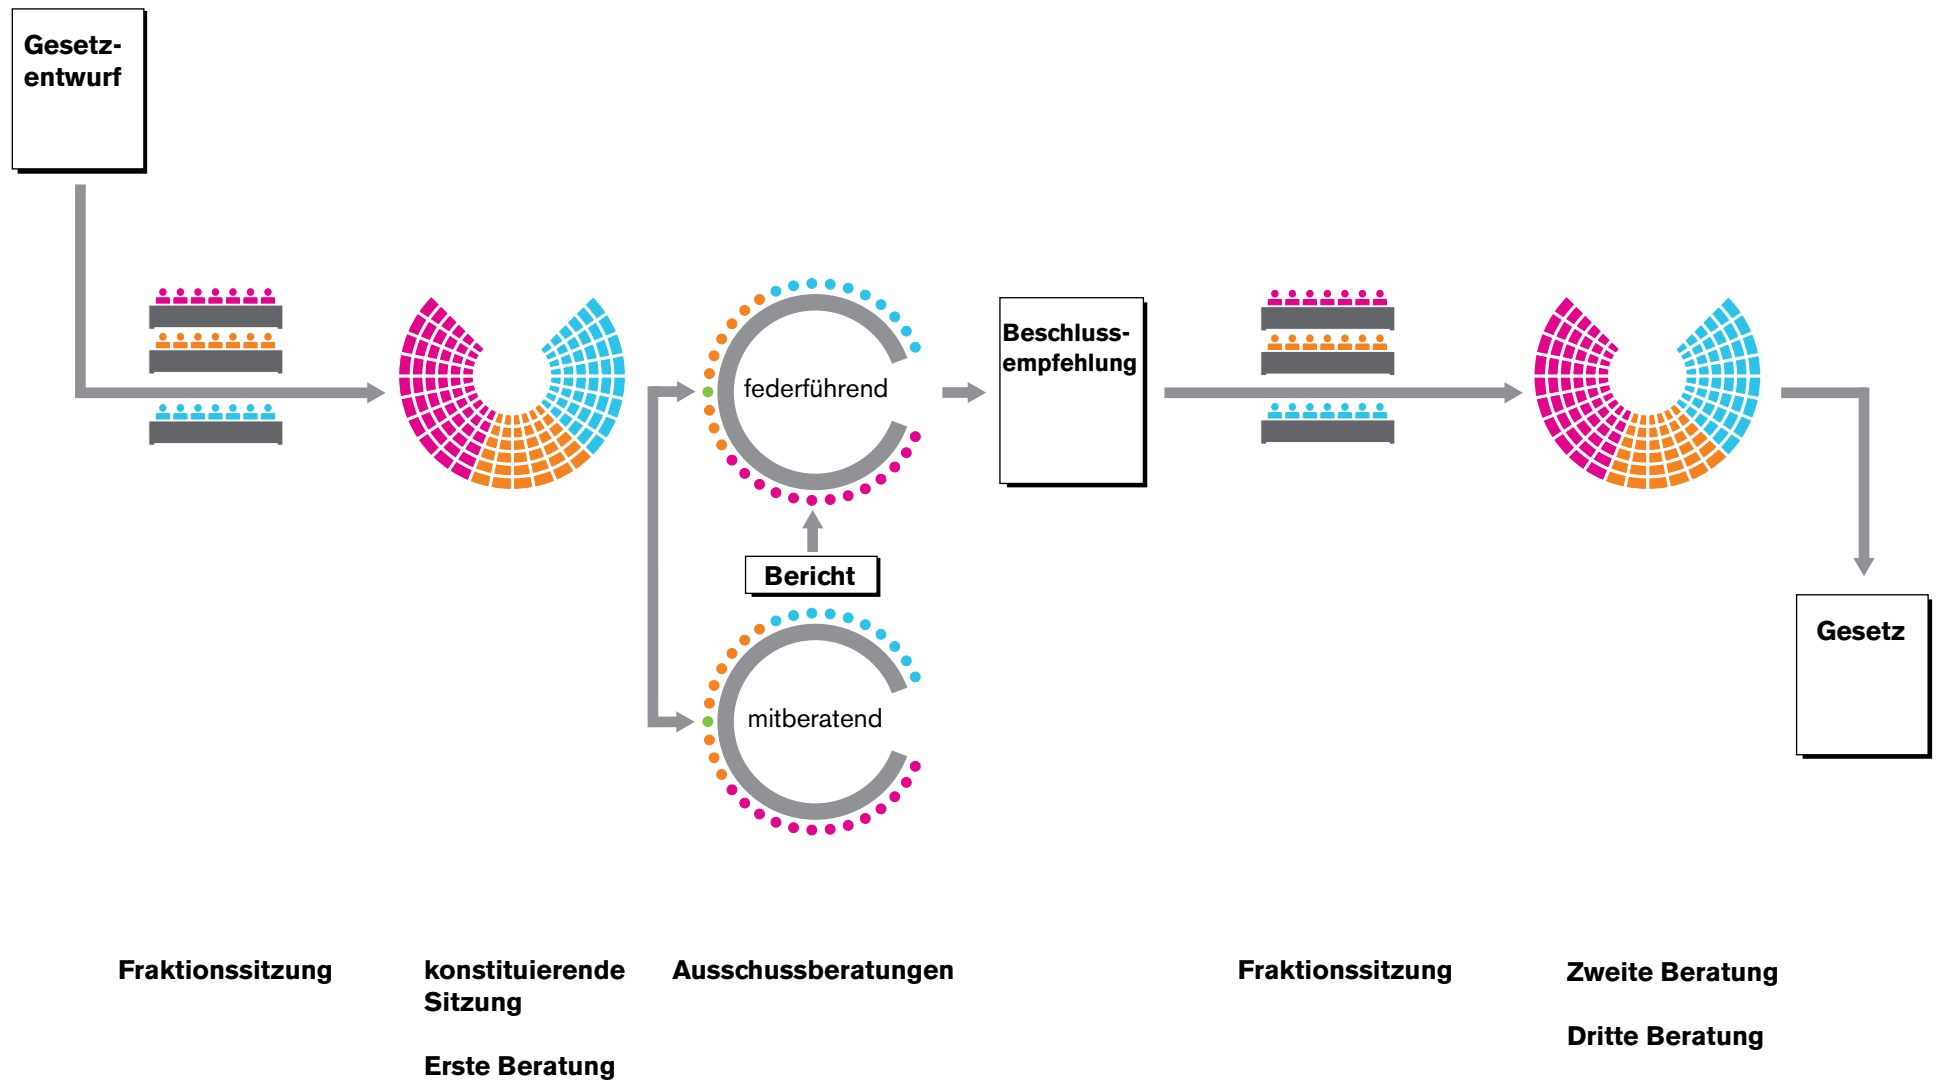 Gesetz-
entwurf
federführend
Beschluss-
empfehlung
Bericht
mitberatend
Gesetz
Fraktionssitzung
konstituierende
Sitzung
Erste Beratung
Ausschussberatungen
Fraktionssitzung
Zweite Beratung
Dritte Beratung